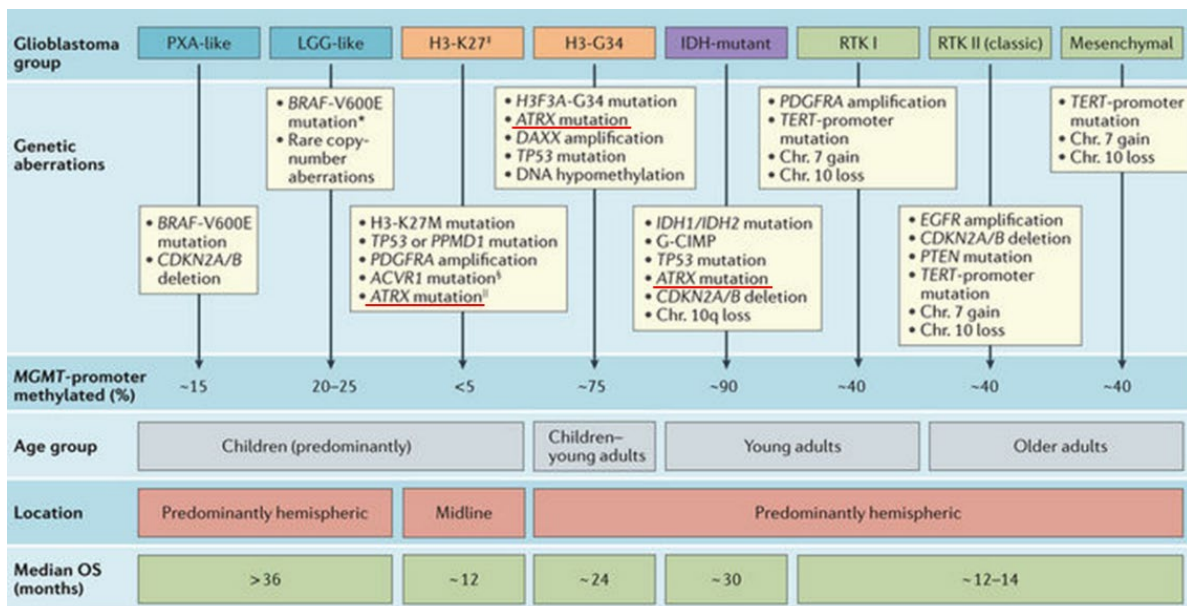 Glioblastoma
group
PXA-like
LGG-like
H3-K27‡
H3-G34
IDH-mutant
RTK I
RTK II (classic)
Mesenchymal
Genetic
aberrations
• BRAF-V600E
mutation
• CDKN2A/B
deletion
• BRAF-V600E
mutation*
• Rare copy-
number
aberrations
• H3-K27M mutation
• TP53 or PPMD1 mutation
• PDGFRA amplification
• ACVR1 mutation§
• ATRX mutation||
• H3F3A-G34 mutation
• ATRX mutation
• DAXX amplification
• TP53 mutation
• DNA hypomethylation
• IDH1/IDH2 mutation
• G-CIMP
• TP53 mutation
• ATRX mutation
• CDKN2A/B deletion
• Chr. 10q loss
• PDGFRA amplification
• TERT-promoter
mutation
• Chr. 7 gain
• Chr. 10 loss
• EGFR amplification
• CDKN2A/B deletion
• PTEN mutation
• TERT-promoter
mutation
• Chr. 7 gain
• Chr. 10 loss
• TERT-promoter
mutation
• Chr. 7 gain
• Chr. 10 loss
MGMT-promoter
methylated (%)
~15
20–25
<5
~75
~90
~40
~40
~40
Age group
Children (predominantly)
Children–
young adults
Young adults
Older adults
Location
Predominantly hemispheric
Midline
Predominantly hemispheric
Median OS
(months)
>36
~12
~24
~30
~12–14